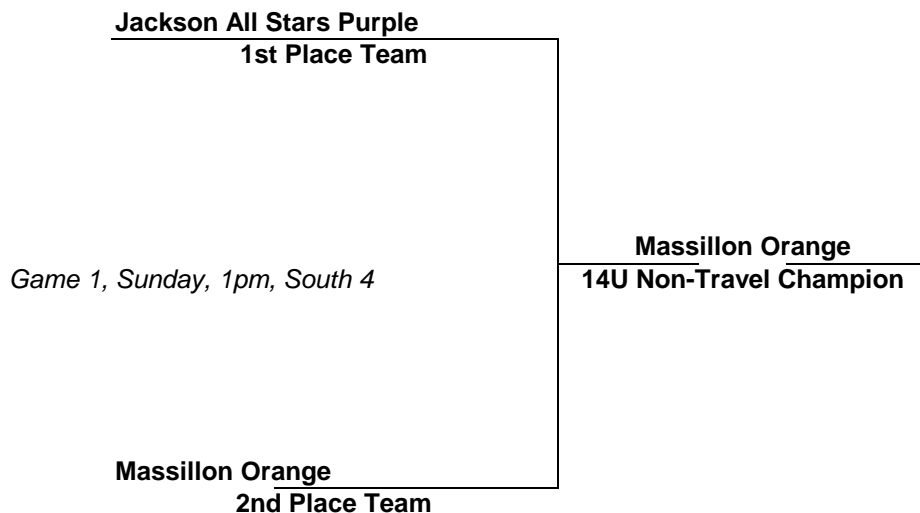 Jackson All Stars Purple
1st Place Team
Massillon Orange
Game 1, Sunday, 1pm, South 4
14U Non-Travel Champion
Massillon Orange
2nd Place Team